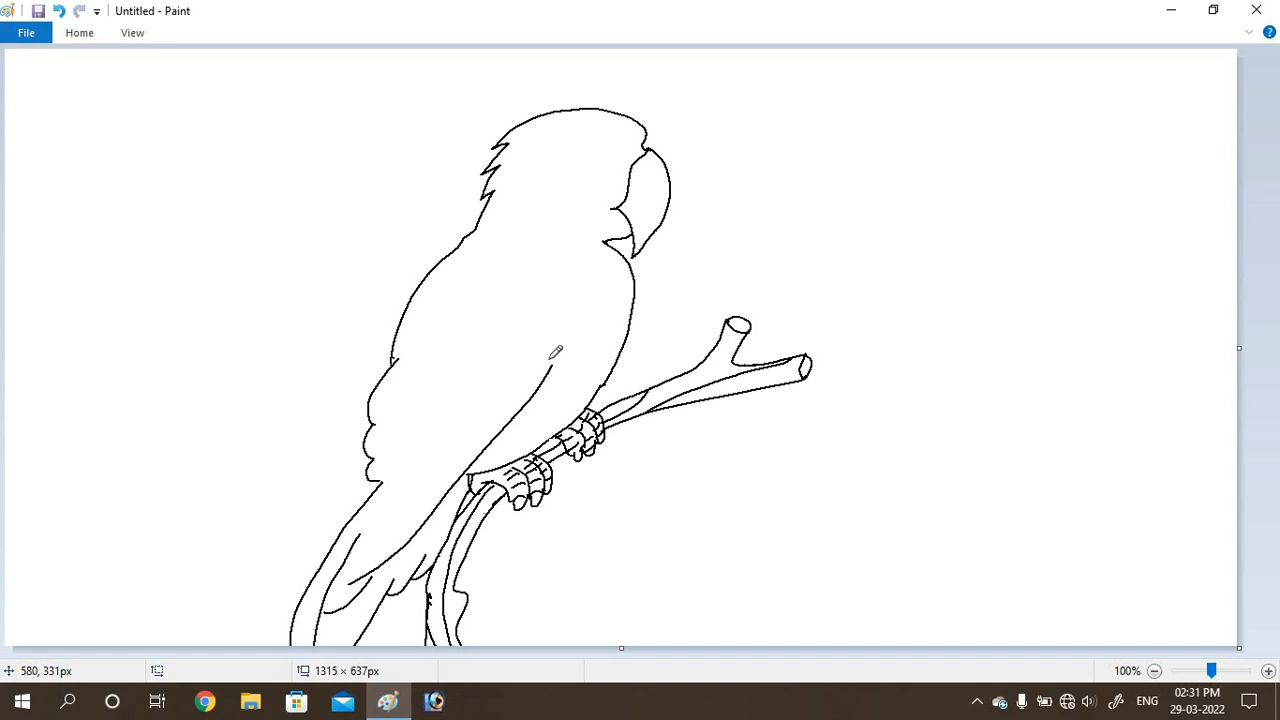 Untitled - Paint
File Home View
580, 331px 1315 × 637px 100%
ENG 02:31 PM
29-03-2022